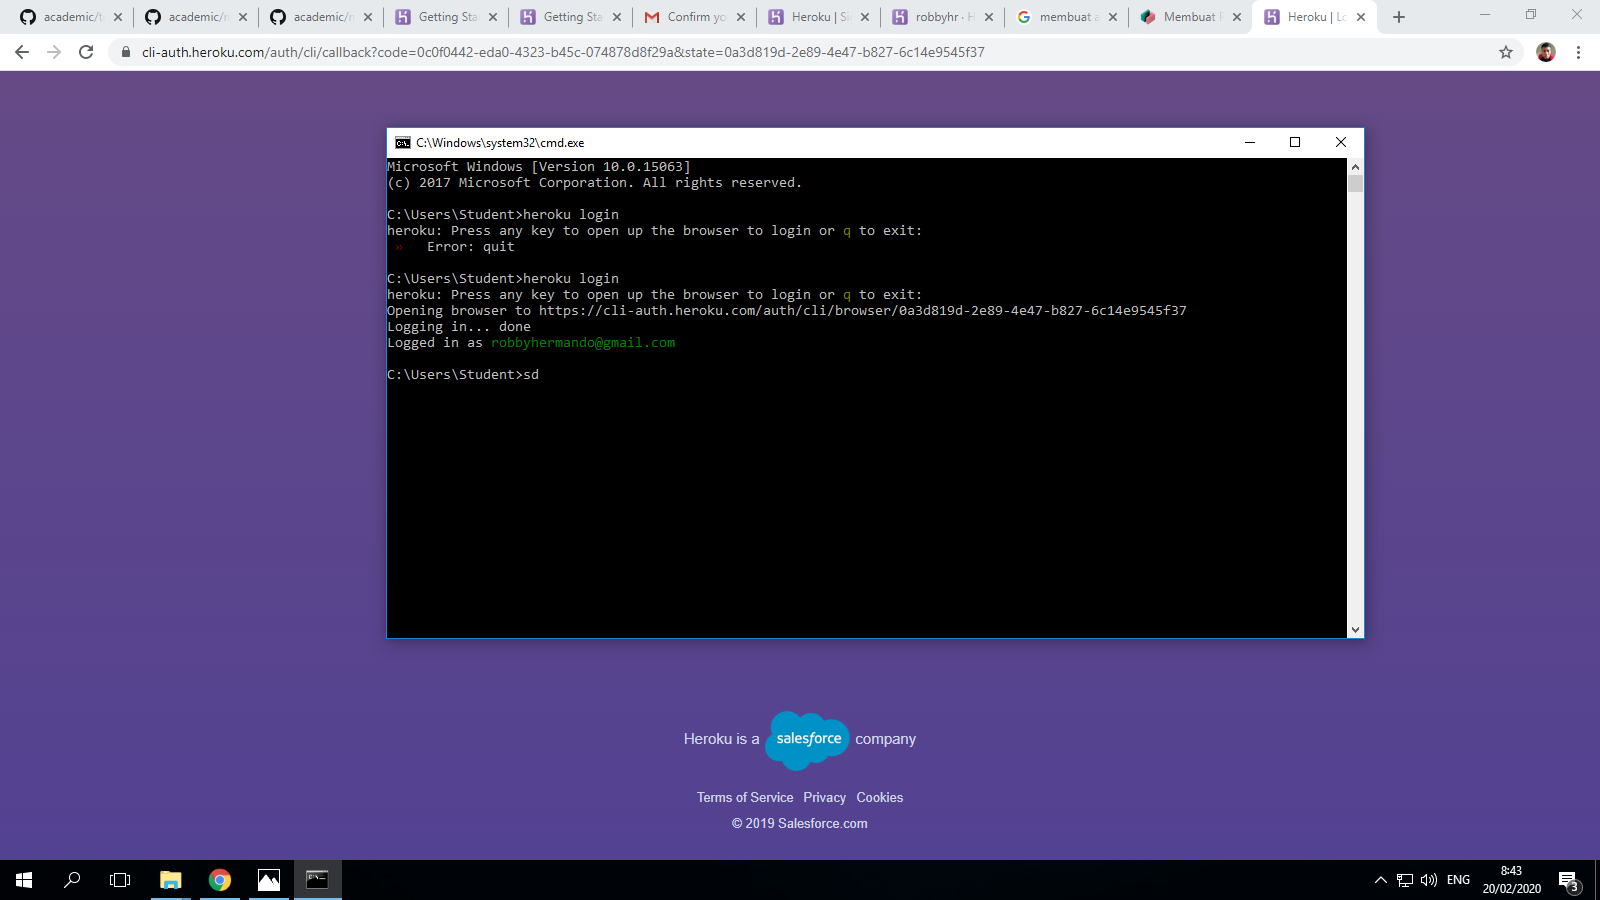 academic/t
academic/r
academic/r
Getting Sta
Getting Sta
Confirm yo
Heroku | Si
robbyhr · H
membuat a
Membuat P
Heroku | Lo
cli-auth.heroku.com/auth/cli/callback?code=0c0f0442-eda0-4323-b45c-074878d8f29a&state=0a3d819d-2e89-4e47-b827-6c14e9545f37
C:\Windows\system32\cmd.exe
Microsoft Windows [Version 10.0.15063]
(c) 2017 Microsoft Corporation. All rights reserved.
C:\Users\Student>heroku login
heroku: Press any key to open up the browser to login or q to exit:
»   Error: quit
C:\Users\Student>heroku login
heroku: Press any key to open up the browser to login or q to exit:
Opening browser to https://cli-auth.heroku.com/auth/cli/browser/0a3d819d-2e89-4e47-b827-6c14e9545f37
Logging in... done
Logged in as robbyhermando@gmail.com
C:\Users\Student>sd
Heroku is a salesforce company
Terms of Service Privacy Cookies
© 2019 Salesforce.com
ENG
8:43
20/02/2020
3